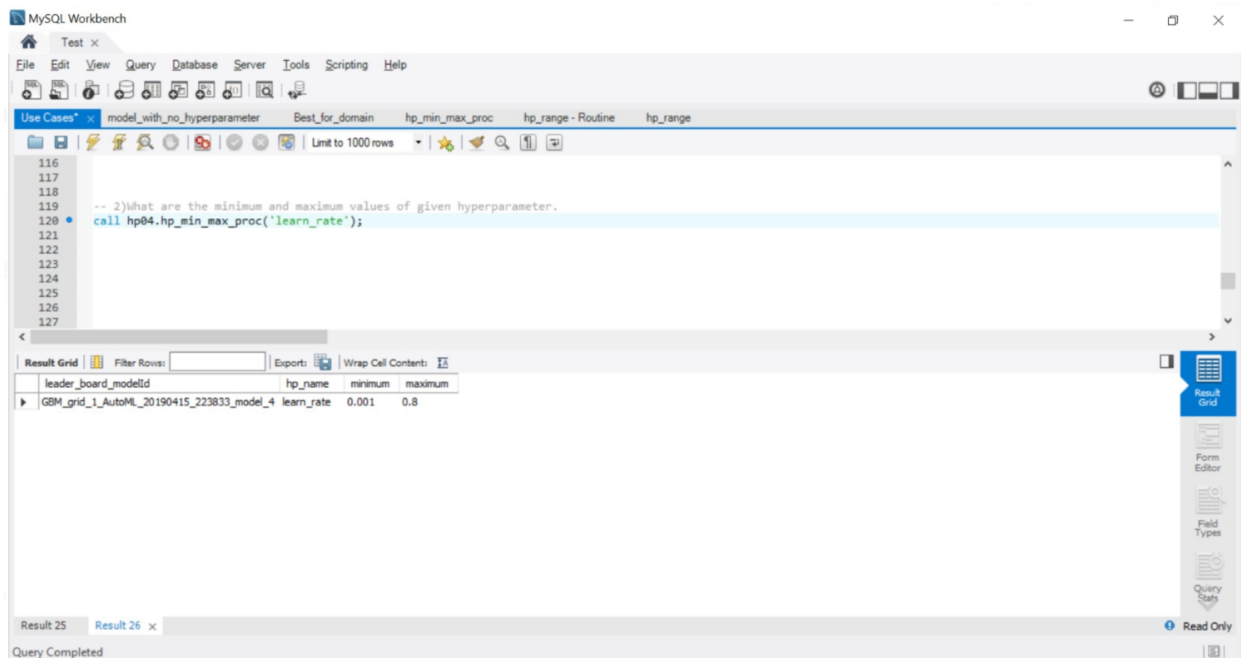 MySQL Workbench
Test
File Edit View Query Database Server Tools Scripting Help
Use Cases* model_with_no_hyperparameter Best_for_domain hp_min_max_proc hp_range - Routine hp_range
Limit to 1000 rows
116
117
118
119 -- 2)What are the minimum and maximum values of given hyperparameter.
120 call hp04.hp_min_max_proc('learn_rate');
121
122
123
124
125
126
127
Result Grid Filter Rows: Export: Wrap Cell Content:
leader_board_modelId hp_name minimum maximum
GBM_grid_1_AutoML_20190415_223833_model_4 learn_rate 0.001 0.8
Result
Grid
Form
Editor
Field
Types
Query
Stats
Result 25 Result 26 Read Only
Query Completed